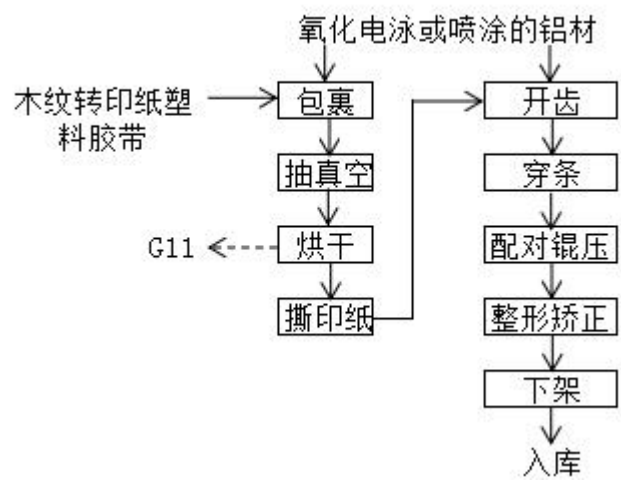 氧化电泳或喷涂的铝材
木纹转印纸塑
料胶带
包裹
抽真空
G11
烘干
撕印纸
开齿
穿条
配对锟压
整形矫正
下架
入库